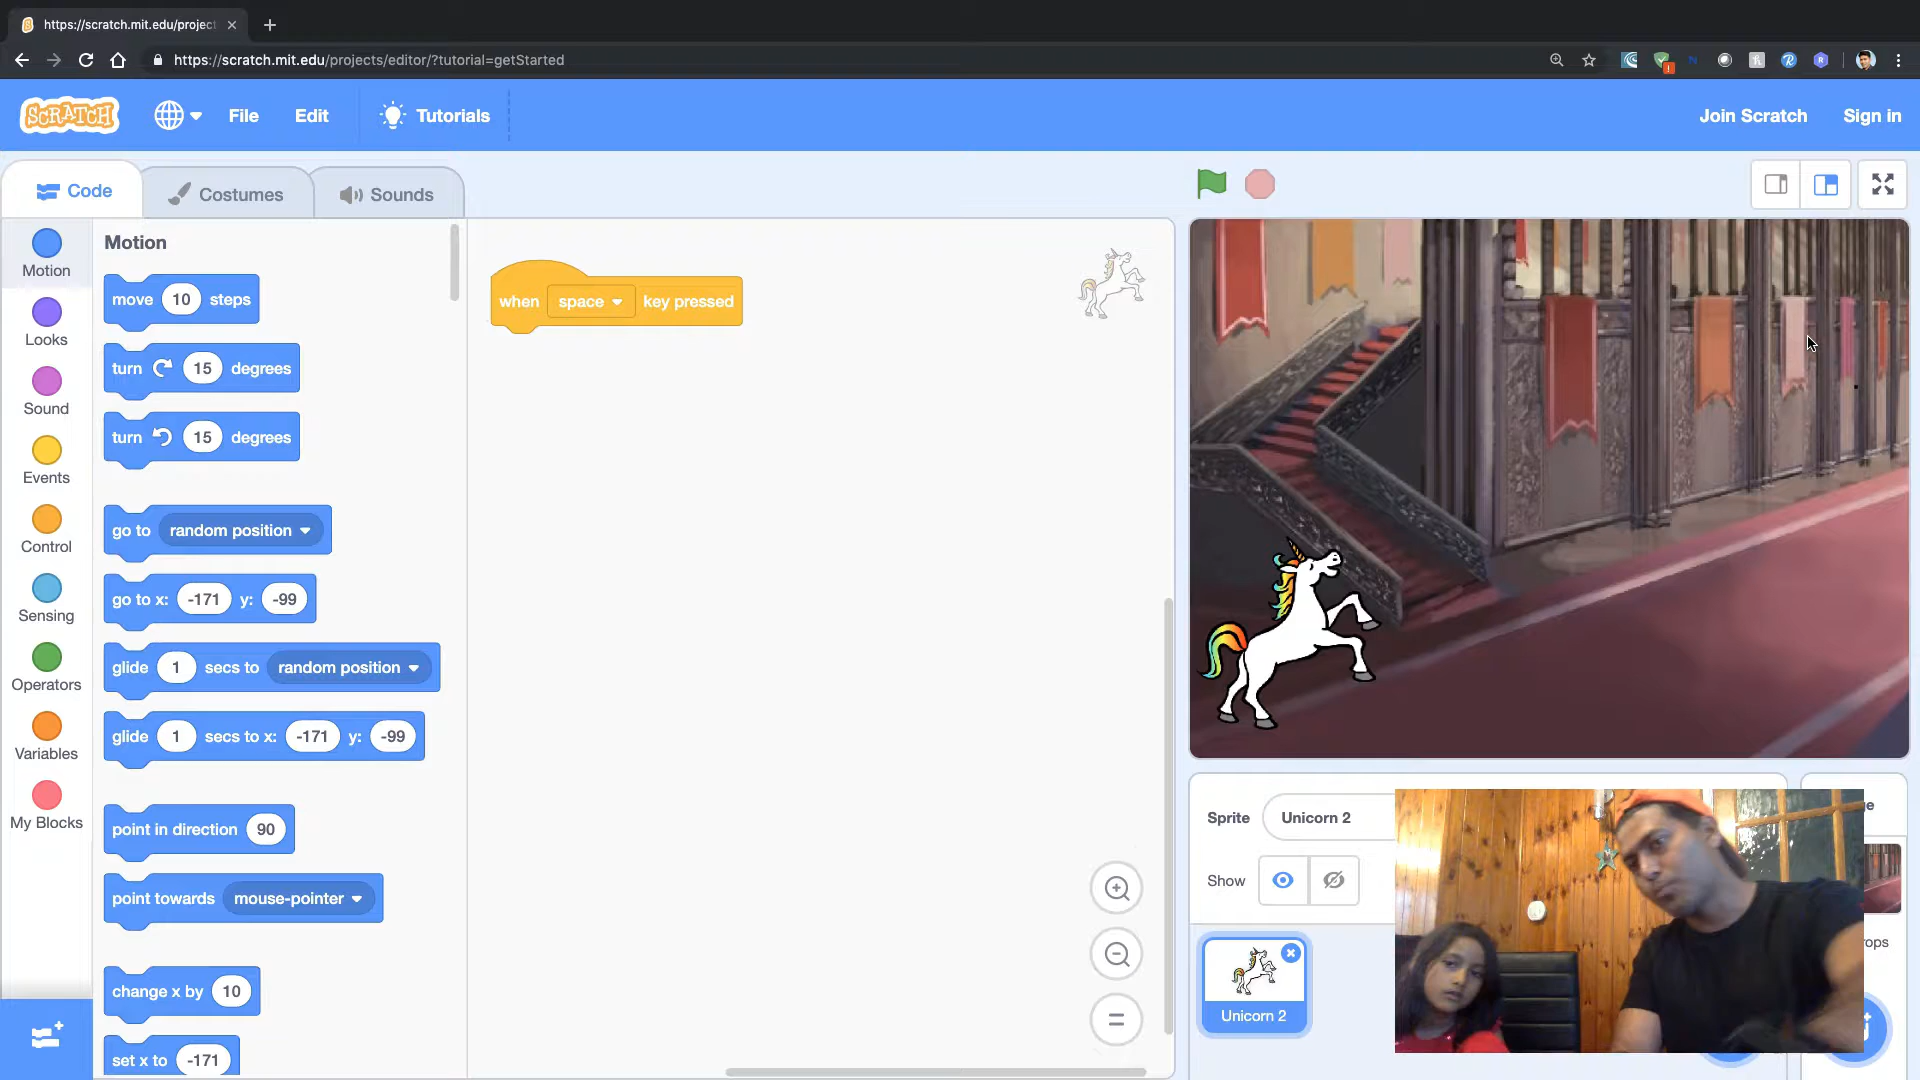 https://scratch.mit.edu/project
https://scratch.mit.edu/projects/editor/?tutorial=getStarted
SCRATCH
File
Edit
Tutorials
Join Scratch
Sign in
Code
Costumes
Sounds
Motion
Looks
Sound
Events
Control
Sensing
Operators
Variables
My Blocks
Motion
move 10 steps
turn 15 degrees
turn 15 degrees
go to random position
go to x: -171 y: -99
glide 1 secs to random position
glide 1 secs to x: -171 y: -99
point in direction 90
point towards mouse-pointer
change x by 10
set x to -171
when space key pressed
Sprite Unicorn 2
Show
Unicorn 2